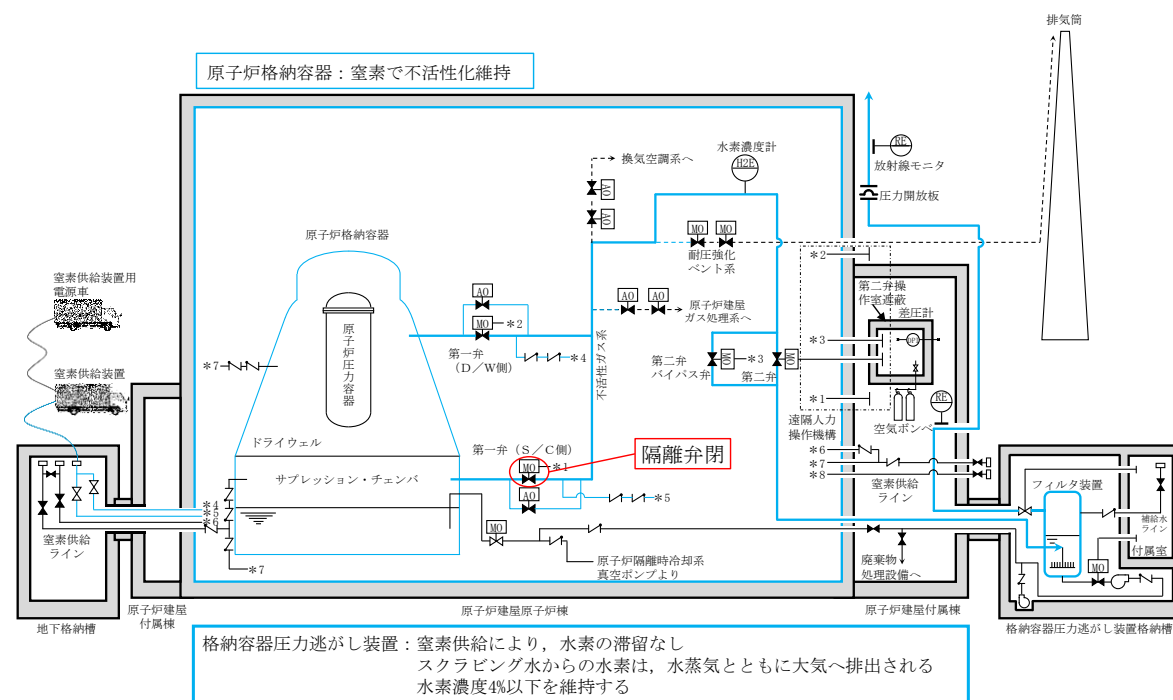 排気筒
原子炉格納容器：窒素で不活性化維持
水素濃度計
H2E
RE
放射線モニタ
換気空調系へ
AO
AO
圧力開放板
原子炉格納容器
MO
MO
耐圧強化
ベント系
＊2
窒素供給装置用
電源車
AO
AO
AO
原子炉建屋
ガス処理系へ
第二弁操
作室遮蔽
差圧計
MO
＊2
原子炉圧力容器
不活性ガス系
＊3
DP
第一弁
（D／W側）
＊4
第二弁
バイパス弁
MO
＊3
第二弁
MO
＊7
窒素供給装置
＊1
RE
空気ボンベ
遠隔人力
操作機構
ドライウェル
第一弁（S／C側）
隔離弁閉
MO
＊1
＊6
＊7
＊8
窒素供給
ライン
サプレッション・チェンバ
AO
＊5
フィルタ装置
＊4
＊5
＊6
補給水
ライン
窒素供給
ライン
MO
付属室
＊7
原子炉隔離時冷却系
真空ポンプより
廃棄物
処理設備へ
MO
原子炉建屋
付属棟
原子炉建屋原子炉棟
原子炉建屋付属棟
地下格納槽
格納容器圧力逃がし装置格納槽
格納容器圧力逃がし装置：窒素供給により，水素の滞留なし
スクラビング水からの水素は，水蒸気とともに大気へ排出される
水素濃度4%以下を維持する